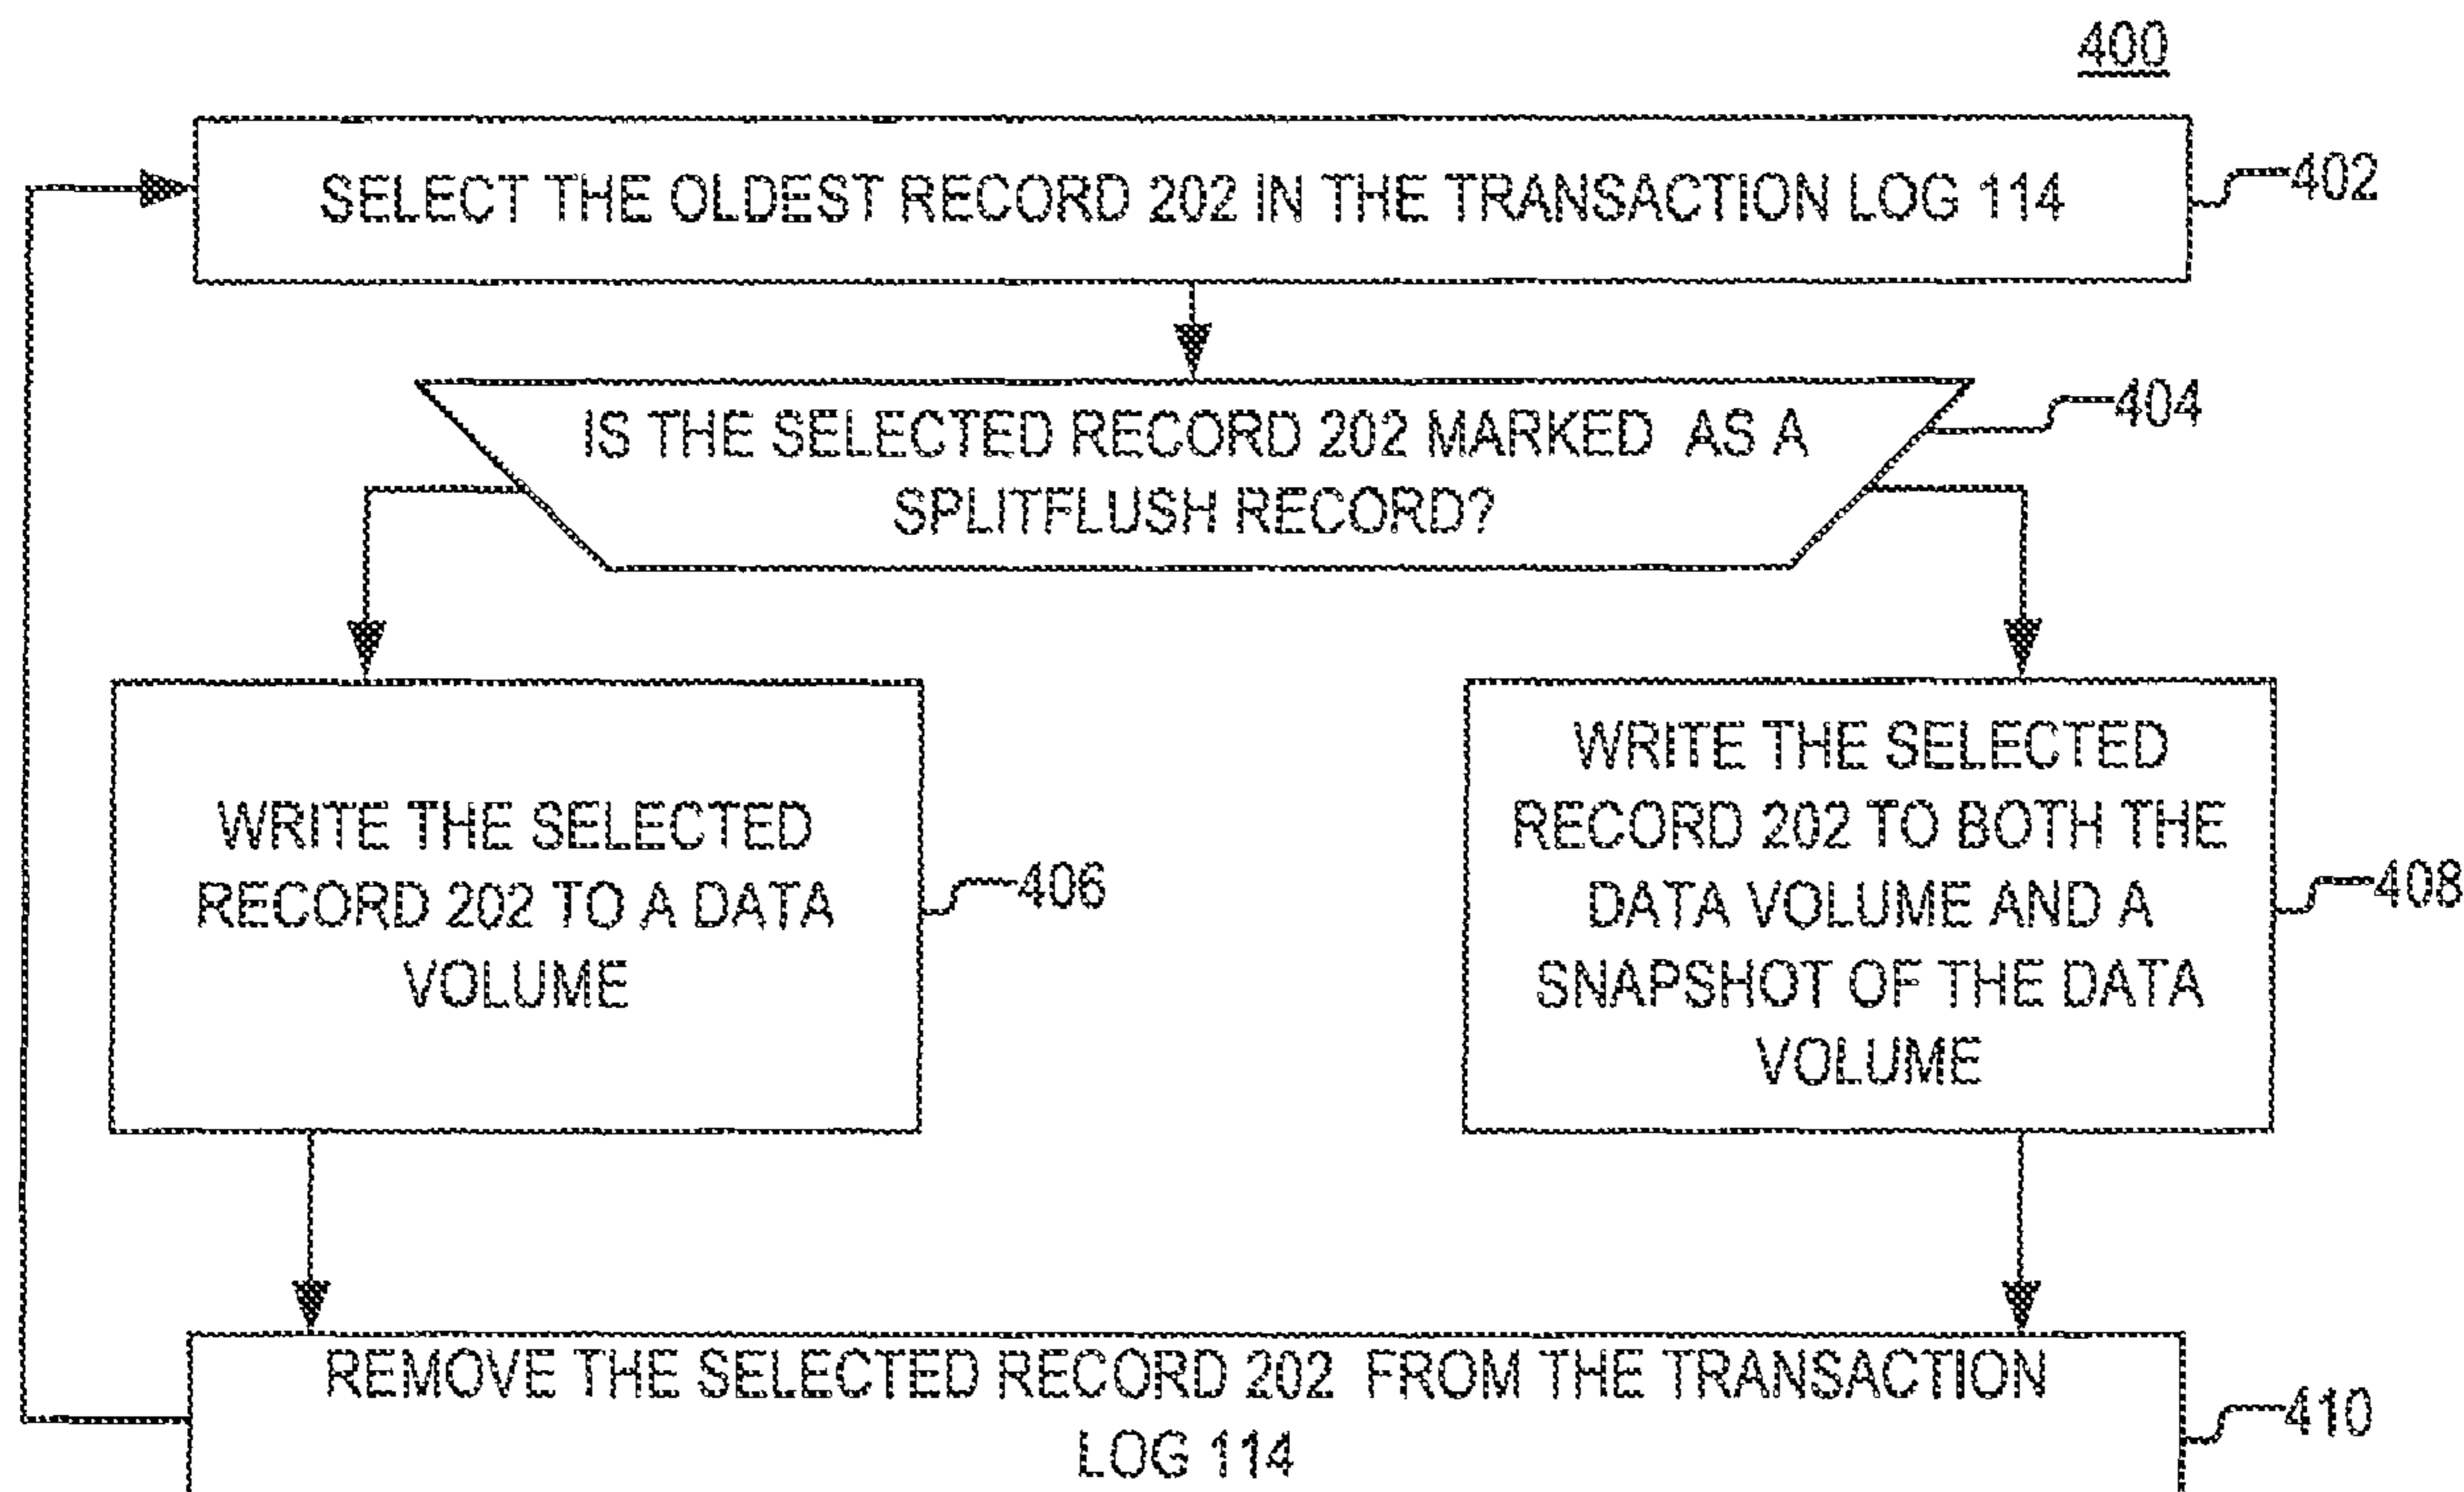 400
SELECT THE OLDEST RECORD 202 IN THE TRANSACTION LOG 114
402
IS THE SELECTED RECORD 202 MARKED AS A
SPLITFLUSH RECORD?
404
WRITE THE SELECTED
RECORD 202 TO A DATA
VOLUME
406
WRITE THE SELECTED
RECORD 202 TO BOTH THE
DATA VOLUME AND A
SNAPSHOT OF THE DATA
VOLUME
408
REMOVE THE SELECTED RECORD 202 FROM THE TRANSACTION
LOG 114
410